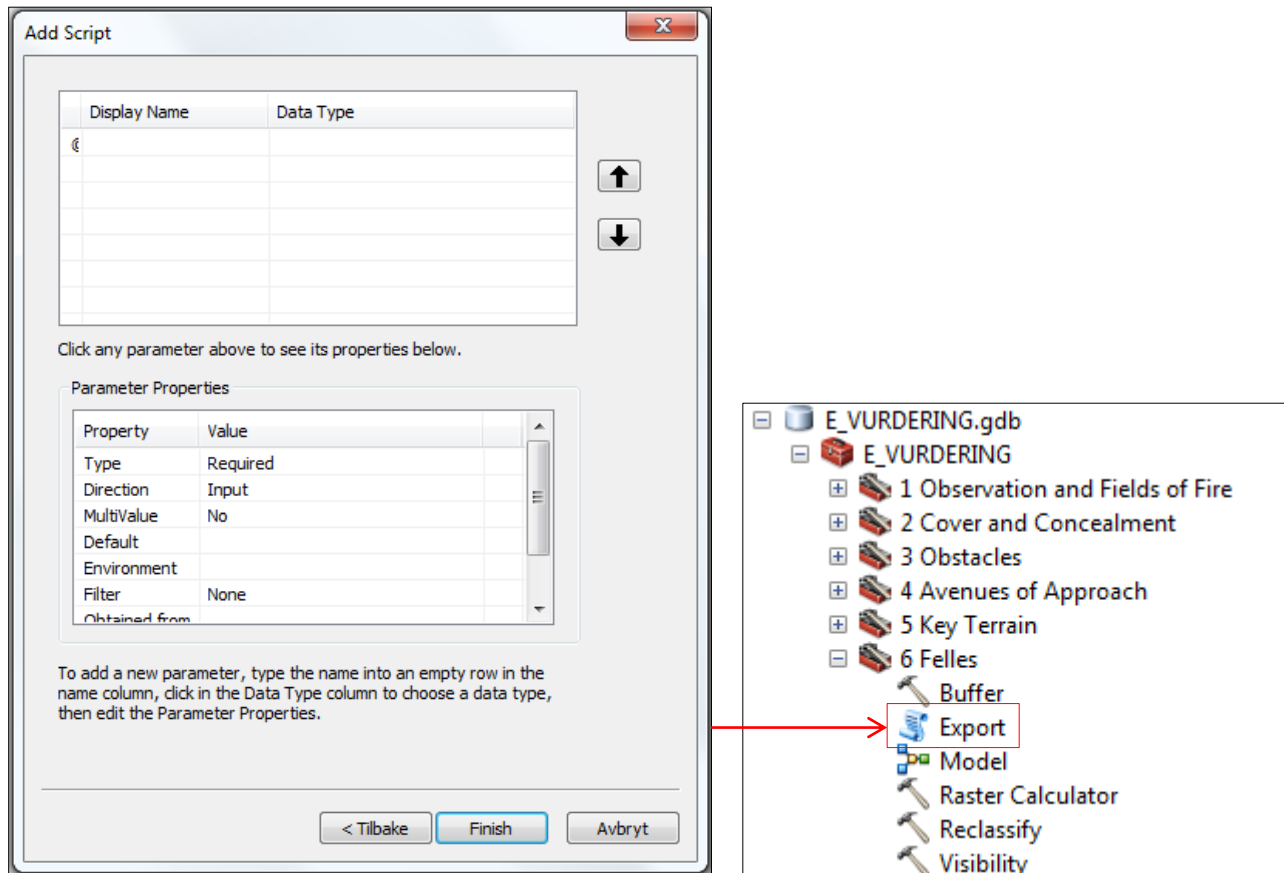 Add Script
Display Name Data Type
Click any parameter above to see its properties below.
Parameter Properties
Property Value
Type Required
Direction Input
MultiValue No
Default
Environment
Filter None
Obtained from
To add a new parameter, type the name into an empty row in the
name column, click in the Data Type column to choose a data type,
then edit the Parameter Properties.
< Tilbake Finish Avbryt
E_VURDERING.gdb
E_VURDERING
1 Observation and Fields of Fire
2 Cover and Concealment
3 Obstacles
4 Avenues of Approach
5 Key Terrain
6 Felles
Buffer
Export
Model
Raster Calculator
Reclassify
Visibility